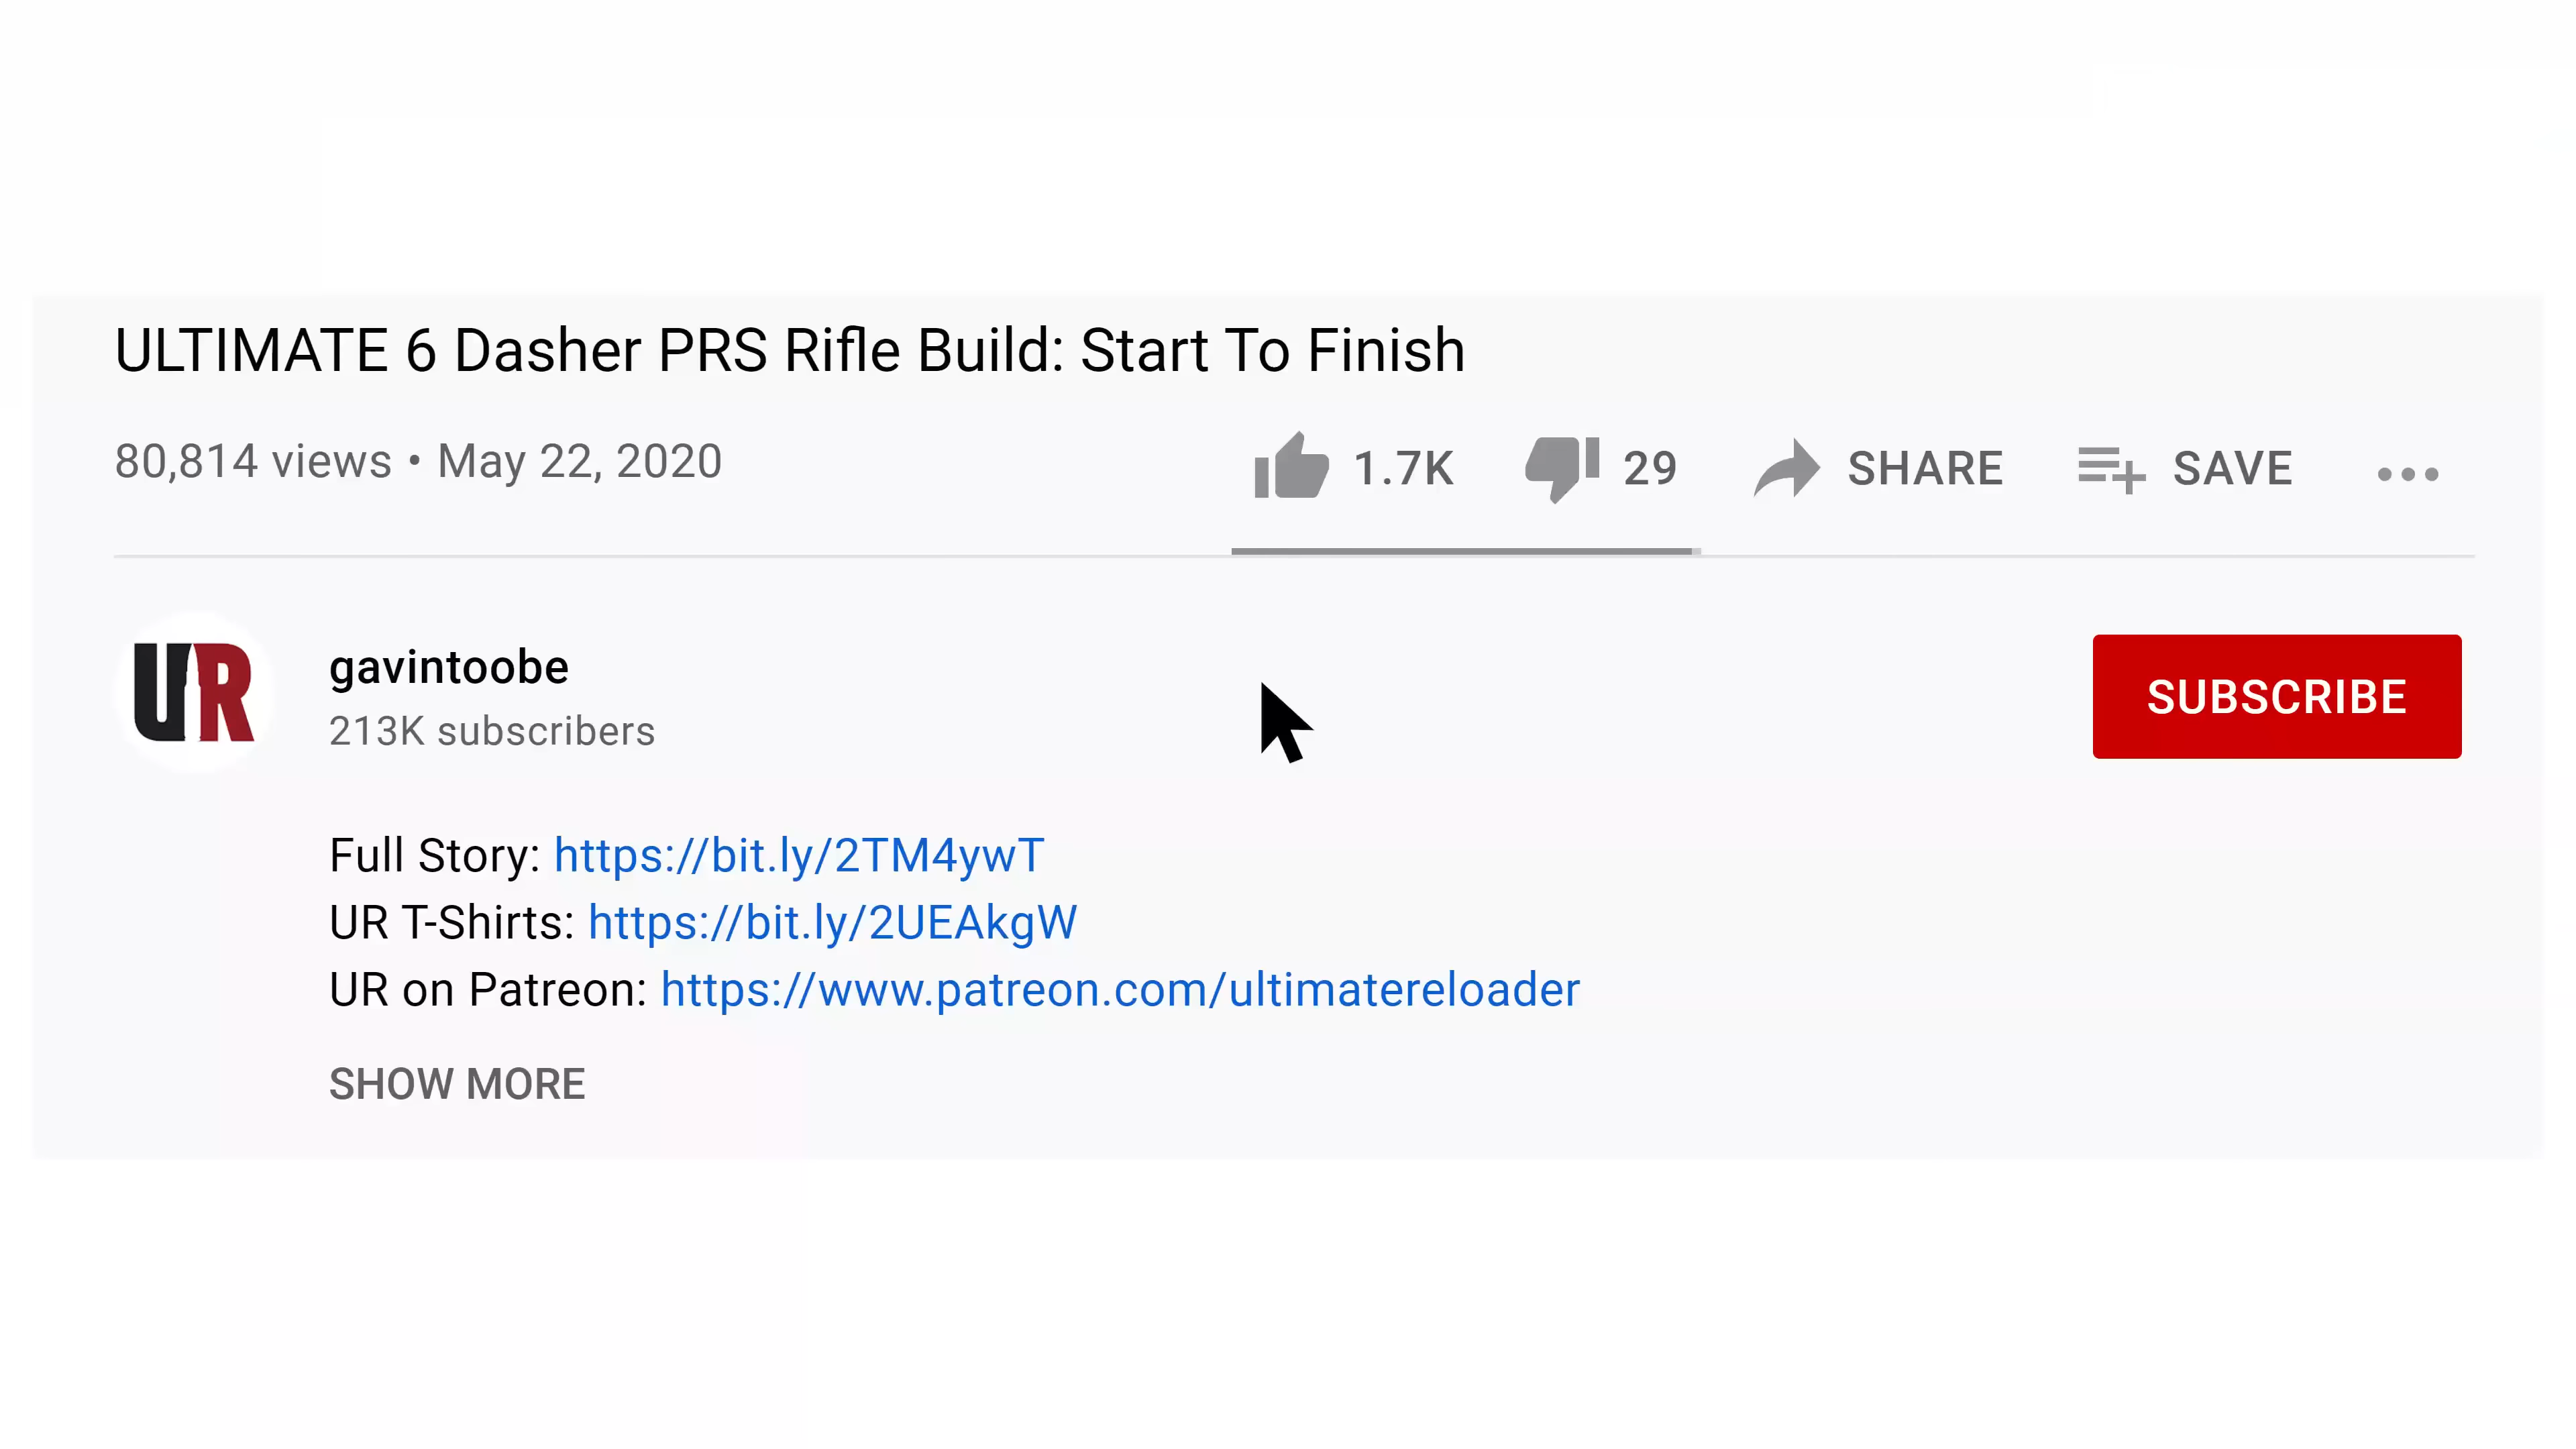 ULTIMATE 6 Dasher PRS Rifle Build: Start To Finish
80,814 views • May 22, 2020
1.7K
29
SHARE
SAVE
UR
gavintoobe
213K subscribers
SUBSCRIBE
Full Story: https://bit.ly/2TM4ywT
UR T-Shirts: https://bit.ly/2UEAkgW
UR on Patreon: https://www.patreon.com/ultimatereloader
SHOW MORE